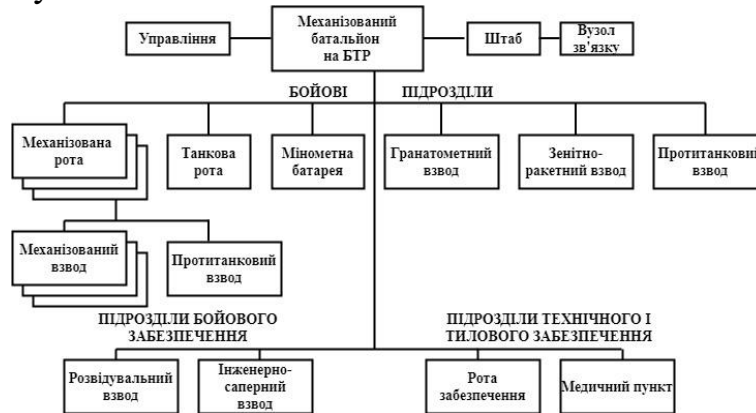 Механізований
батальйон
на БТР
Управління
Штаб
Вузол
зв'язку
БОЙОВІ ПІДРОЗДІЛИ
Механізована
рота
Танкова
рота
Мінометна
батарея
Гранатометний
взвод
Зенітно-
ракетний взвод
Протитанковий
взвод
Механізований
взвод
Протитанковий
взвод
ПІДРОЗДІЛИ БОЙОВОГО
ЗАБЕЗПЕЧЕННЯ
ПІДРОЗДІЛИ ТЕХНІЧНОГО І
ТИЛОВОГО ЗАБЕЗПЕЧЕННЯ
Розвідувальний
взвод
Інженерно-
саперний
взвод
Рота
забезпечення
Медичний пункт